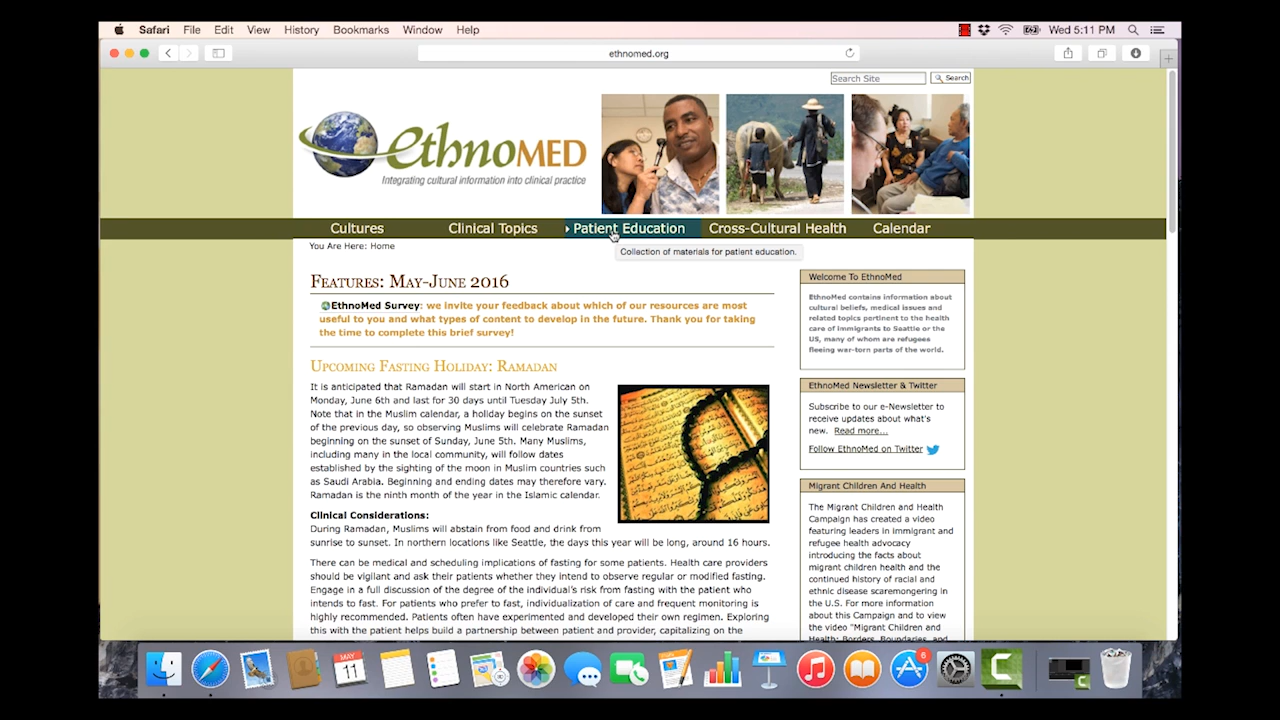 Safari File Edit View History Bookmarks Window Help Wed 5:11 PM
ethnomed.org
Search Site Search
ethnoMED
Integrating cultural information into clinical practice
Cultures Clinical Topics Patient Education Cross-Cultural Health Calendar
You Are Here: Home
Collection of materials for patient education.
Features: May-June 2016
EthnoMed Survey: we invite your feedback about which of our resources are most
useful to you and what types of content to develop in the future. Thank you for taking
the time to complete this brief survey!
Upcoming Fasting Holiday: Ramadan
It is anticipated that Ramadan will start in North American on
Monday, June 6th and last for 30 days until Tuesday July 5th.
Note that in the Muslim calendar, a holiday begins on the sunset
of the previous day, so observing Muslims will celebrate Ramadan
beginning on the sunset of Sunday, June 5th. Many Muslims,
including many in the local community, will follow dates
established by the sighting of the moon in Muslim countries such
as Saudi Arabia. Beginning and ending dates may therefore vary.
Ramadan is the ninth month of the year in the Islamic calendar.
Clinical Considerations:
During Ramadan, Muslims will abstain from food and drink from
sunrise to sunset. In northern locations like Seattle, the days this year will be long, around 16 hours.
There can be medical and scheduling implications of fasting for some patients. Health care providers
should be vigilant and ask their patients whether they intend to observe regular or modified fasting.
Engage in a full discussion of the degree of the individual's risk from fasting with the patient who
intends to fast. For patients who prefer to fast, individualization of care and frequent monitoring is
highly recommended. Patients often have experimented and developed their own regimen. Exploring
this with the patient helps build a partnership between patient and provider, capitalizing on the
Welcome To EthnoMed
EthnoMed contains information about
cultural beliefs, medical issues and
related topics pertinent to the health
care of immigrants to Seattle or the
US, many of whom are refugees
fleeing war-torn parts of the world.
EthnoMed Newsletter & Twitter
Subscribe to our e-Newsletter to
receive updates about what's
new. Read more...
Follow EthnoMed on Twitter
Migrant Children And Health
The Migrant Children and Health
Campaign has created a video
featuring leaders in immigrant and
refugee health advocacy
introducing the facts about
migrant children health and the
continued history of racial and
ethnic disease scaremongering in
the U.S. For more information
about this Campaign and to view
the video "Migrant Children and
Health: Borders, Boundaries, and
MAY
11
6